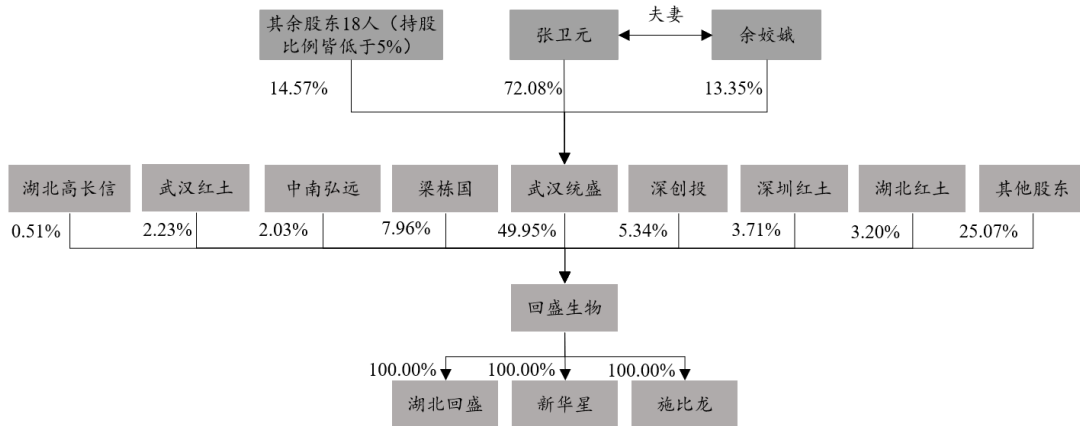 夫妻
其余股东18人（持股
比例皆低于5%）
张卫元
余姣娥
14.57%
72.08%
13.35%
湖北高长信
武汉红土
中南弘远
梁栋国
武汉统盛
深创投
深圳红土
湖北红土
其他股东
0.51%
2.23%
2.03%
7.96%
49.95%
5.34%
3.71%
3.20%
25.07%
回盛生物
100.00%
100.00%
100.00%
湖北回盛
新华星
施比龙